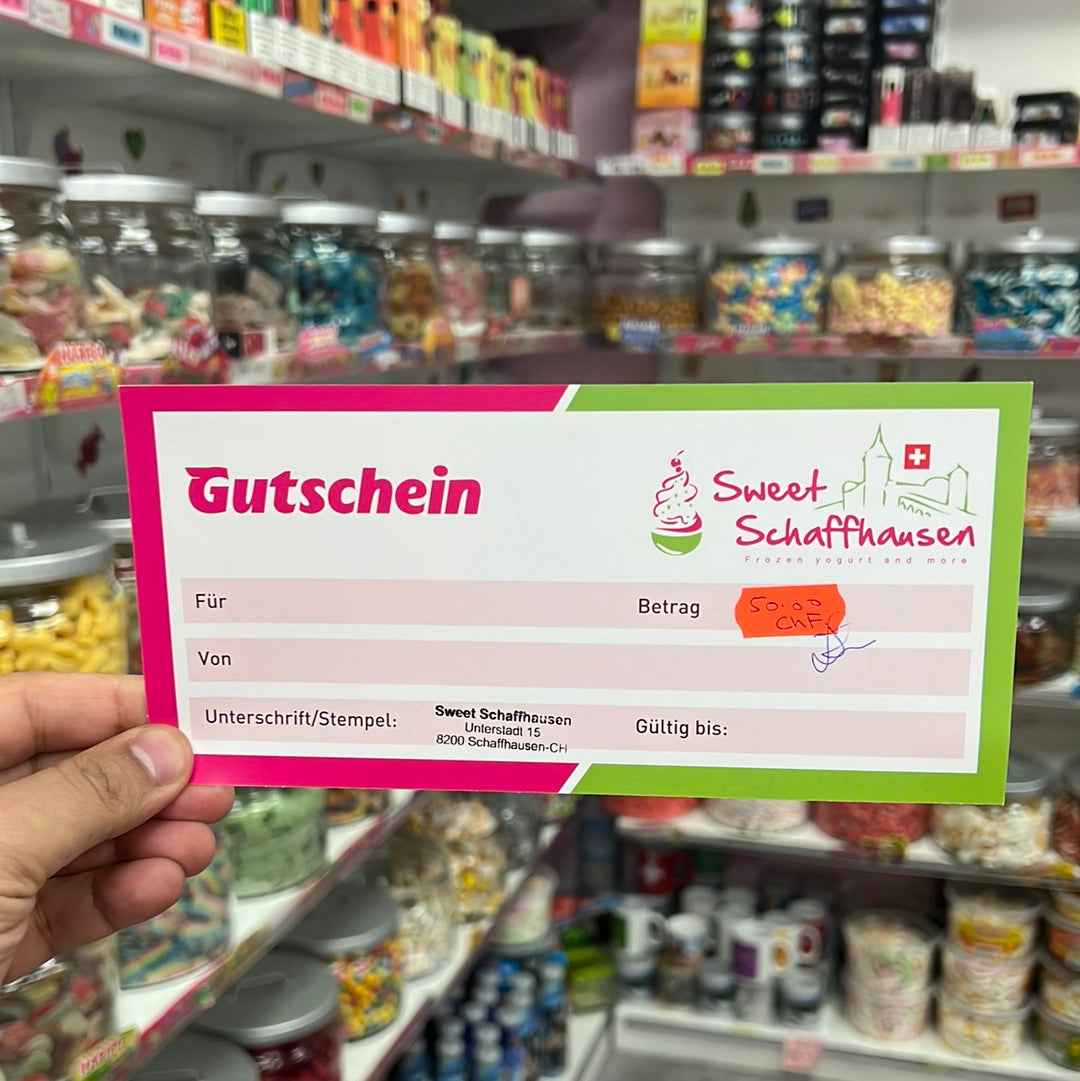 HARIBO
Gutschein
Sweet
Schaffhausen
Frozen yogurt and more
Für
Betrag
50.00
CHF
Von
Unterschrift/Stempel:
Sweet Schaffhausen
Unterstadt 15
8200 Schaffhausen-CH
Gültig bis: